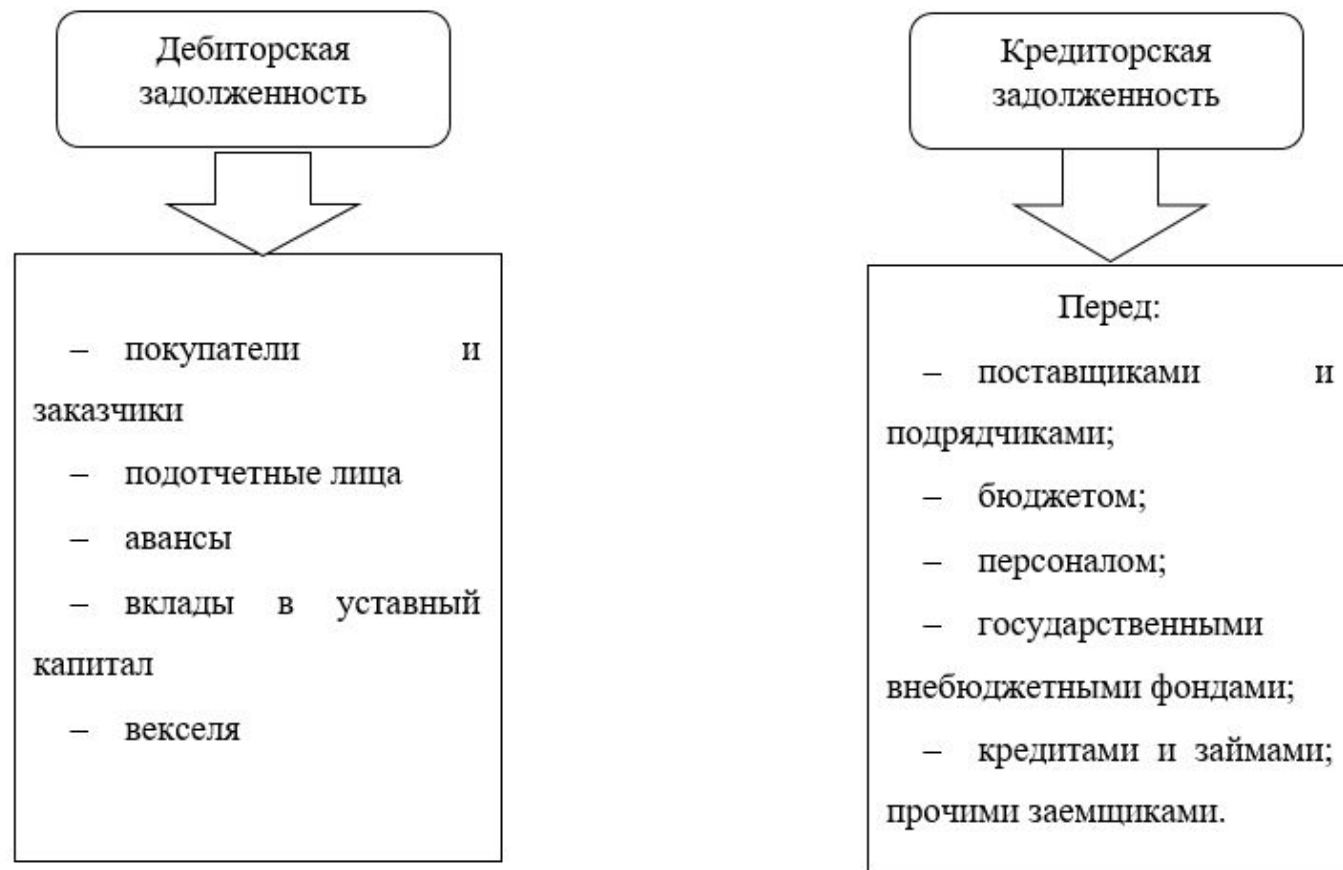 Дебиторская
задолженность
– покупатели и
заказчики
– подотчетные лица
– авансы
– вклады в уставный
капитал
– векселя
Кредиторская
задолженность
Перед:
– поставщиками и
подрядчиками;
– бюджетом;
– персоналом;
– государственными
внебюджетными фондами;
– кредитами и займами;
прочими заемщиками.